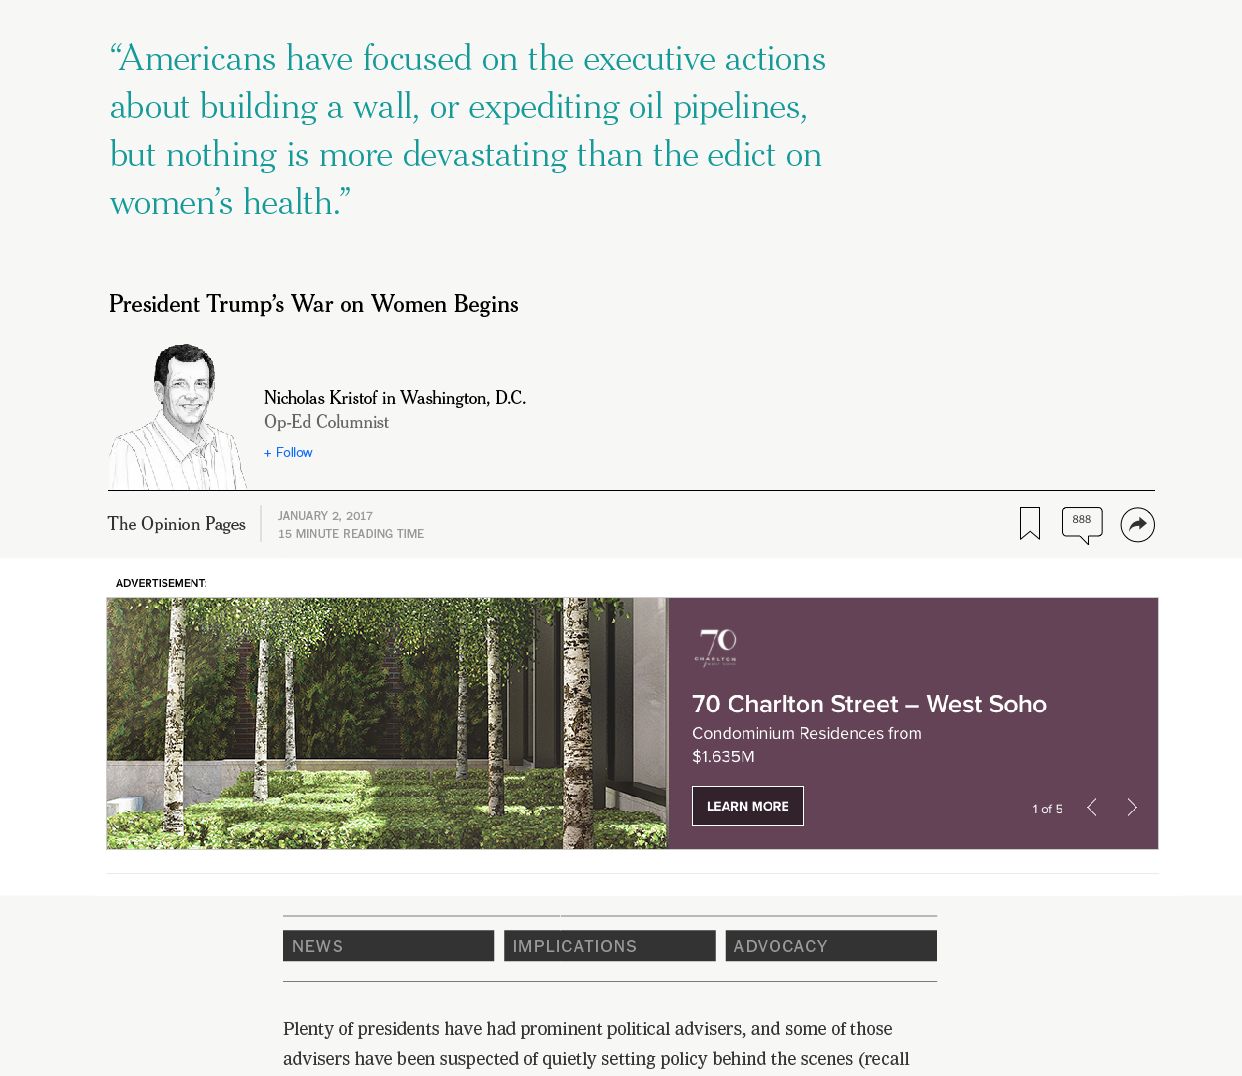 “Americans have focused on the executive actions
about building a wall, or expediting oil pipelines,
but nothing is more devastating than the edict on
women’s health.”
President Trump’s War on Women Begins
Nicholas Kristof in Washington, D.C.
Op-Ed Columnist
+ Follow
The Opinion Pages
JANUARY 2, 2017
15 MINUTE READING TIME
888
ADVERTISEMENT:
70
CHARLTON
70 Charlton Street – West Soho
Condominium Residences from
$1.635M
LEARN MORE
1 of 5
NEWS
IMPLICATIONS
ADVOCACY
Plenty of presidents have had prominent political advisers, and some of those
advisers have been suspected of quietly setting policy behind the scenes (recall